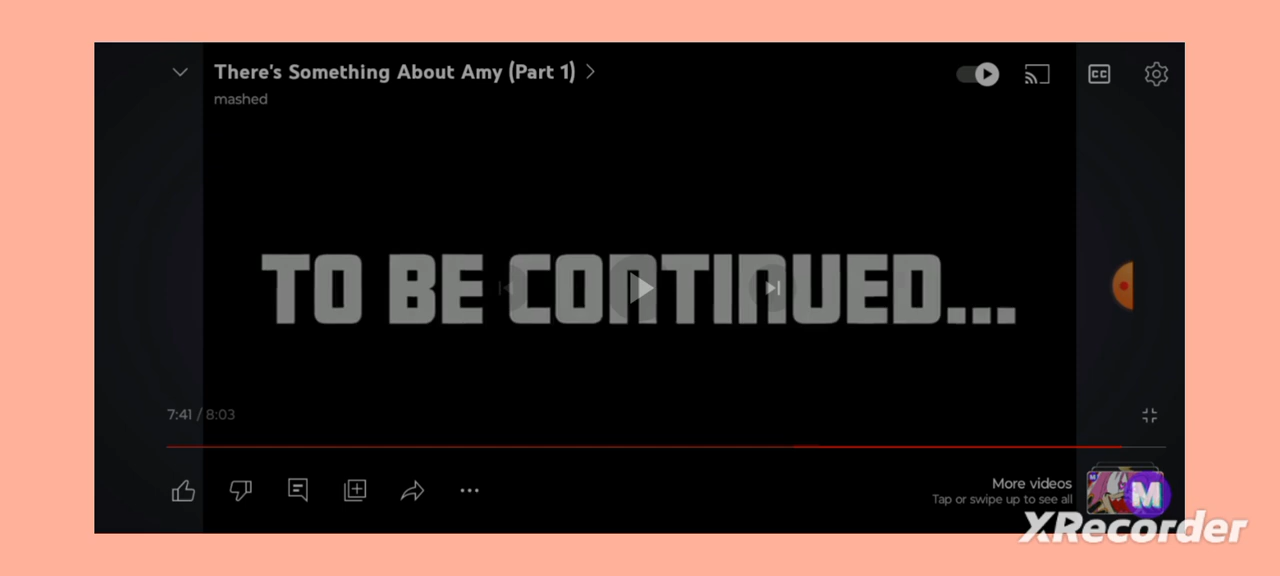 There's Something About Amy (Part 1)
mashed
CC
TO BE CONTINUED...
7:41 / 8:03
More videos
Tap or swipe up to see all
M
XRecorder